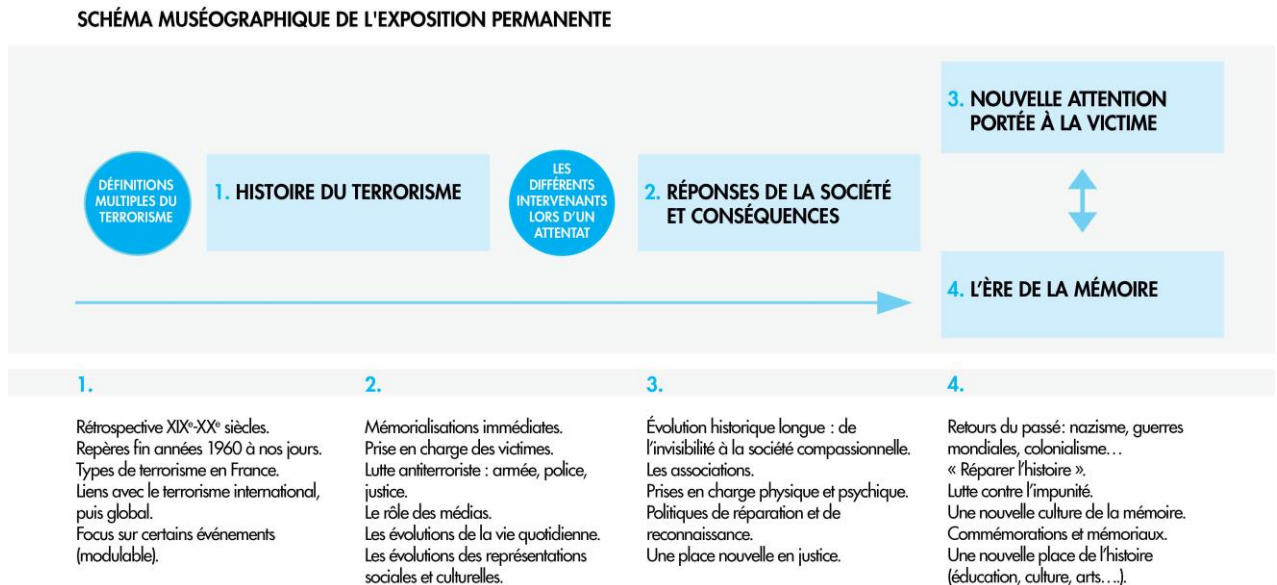 SCHÉMA MUSÉOGRAPHIQUE DE L'EXPOSITION PERMANENTE
DÉFINITIONS
MULTIPLES DU
TERRORISME
1. HISTOIRE DU TERRORISME
LES
DIFFÉRENTS
INTERVENANTS
LORS D'UN
ATTENTAT
2. RÉPONSES DE LA SOCIÉTÉ
ET CONSÉQUENCES
3. NOUVELLE ATTENTION
PORTÉE À LA VICTIME
4. L'ÈRE DE LA MÉMOIRE
1.
Rétrospective XIXᵉ-XXᵉ siècles.
Repères fin années 1960 à nos jours.
Types de terrorisme en France.
Liens avec le terrorisme international,
puis global.
Focus sur certains événements
(modulable).
2.
Mémorialisations immédiates.
Prise en charge des victimes.
Lutte antiterroriste : armée, police,
justice.
Le rôle des médias.
Les évolutions de la vie quotidienne.
Les évolutions des représentations
sociales et culturelles.
3.
Évolution historique longue : de
l'invisibilité à la société compassionnelle.
Les associations.
Prises en charge physique et psychique.
Politiques de réparation et de
reconnaissance.
Une place nouvelle en justice.
4.
Retours du passé : nazisme, guerres
mondiales, colonialisme…
« Réparer l'histoire ».
Lutte contre l'impunité.
Une nouvelle culture de la mémoire.
Commémorations et mémoriaux.
Une nouvelle place de l'histoire
(éducation, culture, arts….).